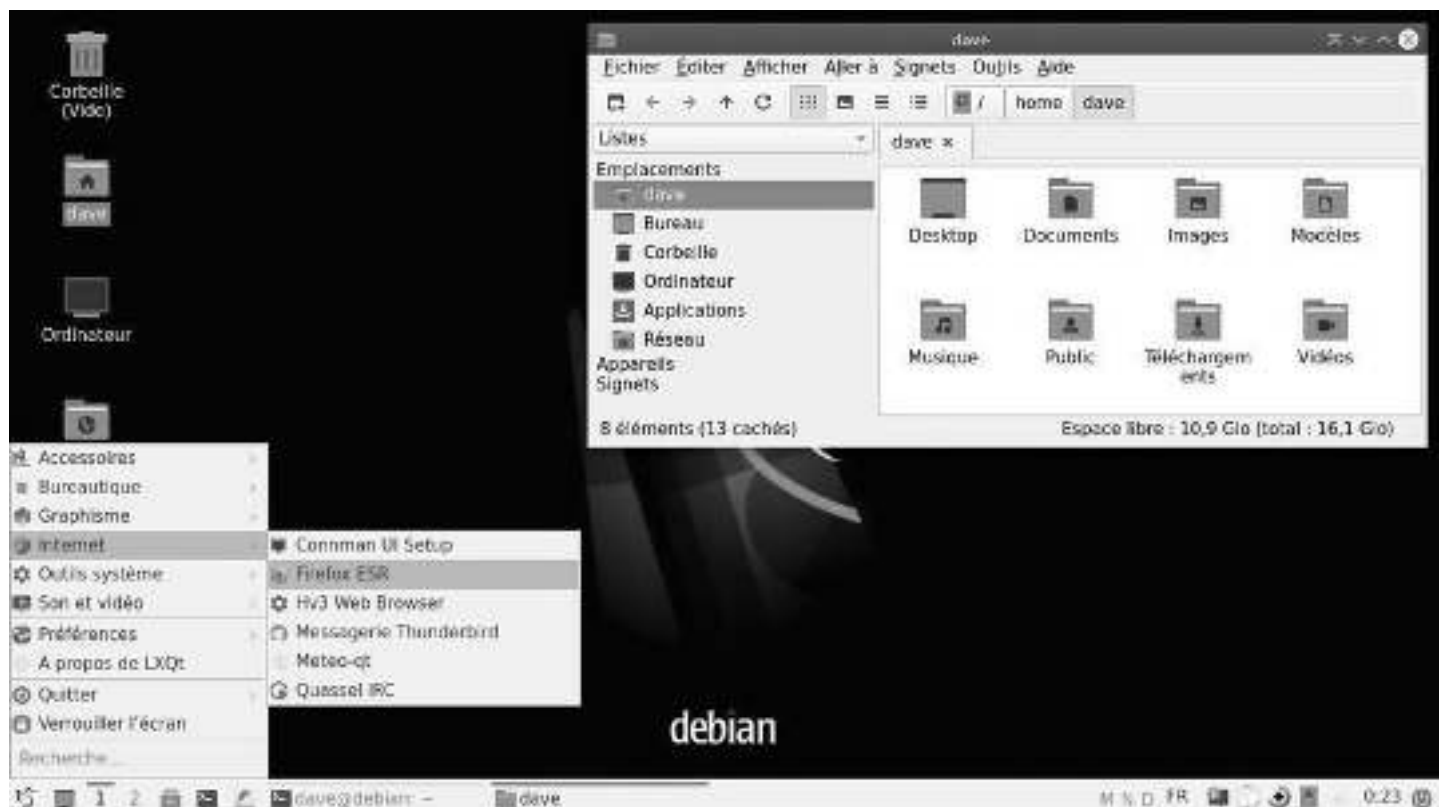 Corbeille
(Vide)
dave
Ordinateur
dave
Fichier Éditer Afficher Aller à Signets Outils Aide
/ home dave
Listes
dave
Emplacements
dave
Bureau
Corbeille
Ordinateur
Applications
Réseau
Appareils
Signets
Desktop Documents Images Modèles
Musique Public Téléchargem
ents
Vidéos
8 éléments (13 cachés) Espace libre : 10,9 Gio (total : 16,1 Gio)
Accessoires
Bureautique
Graphisme
Internet
Outils système
Son et vidéo
Préférences
A propos de LXQt
Quitter
Verrouiller l'écran
Recherche...
Connman UI Setup
Firefox ESR
Hv3 Web Browser
Messagerie Thunderbird
Meteo-qt
Quassel IRC
debian
1 2 dave@debian: ~ dave M N D FR 0:23